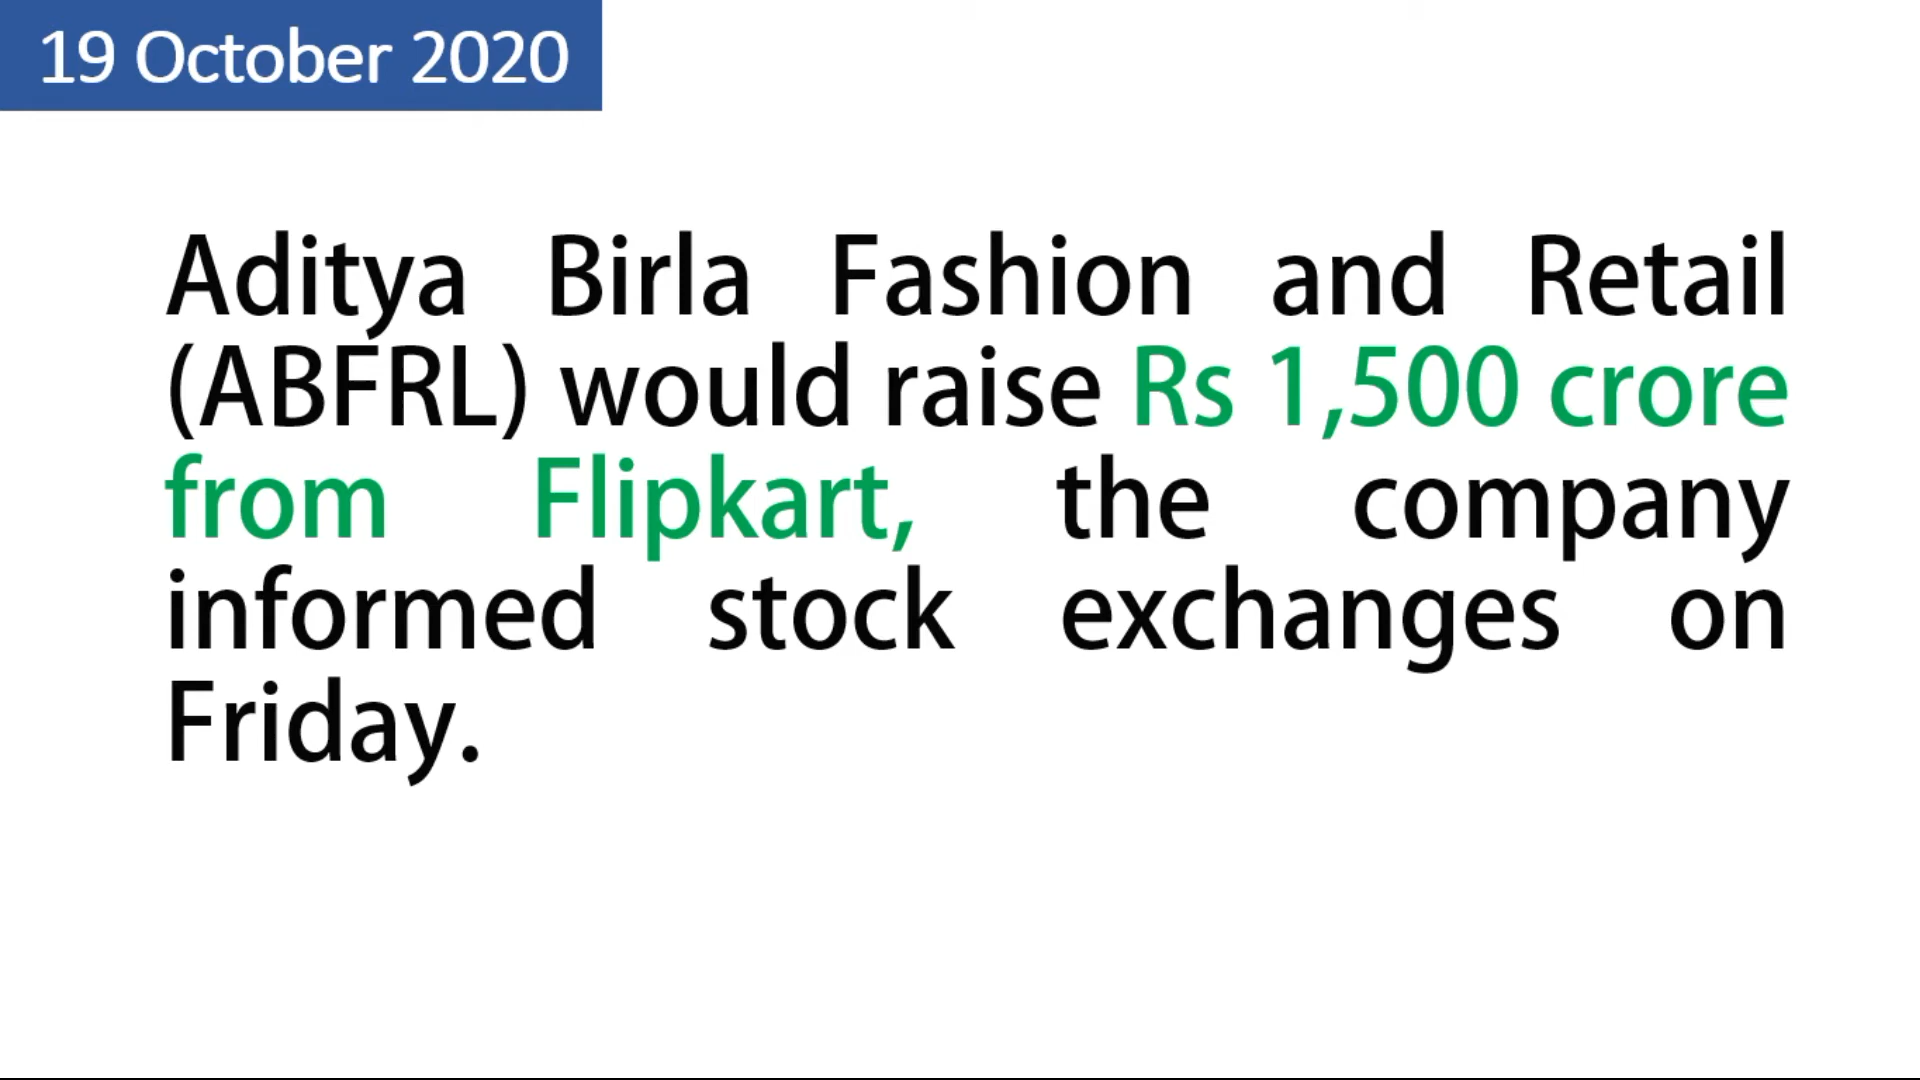 19 October 2020
Aditya Birla Fashion and Retail
(ABFRL) would raise Rs 1,500 crore
from Flipkart, the company
informed stock exchanges on
Friday.